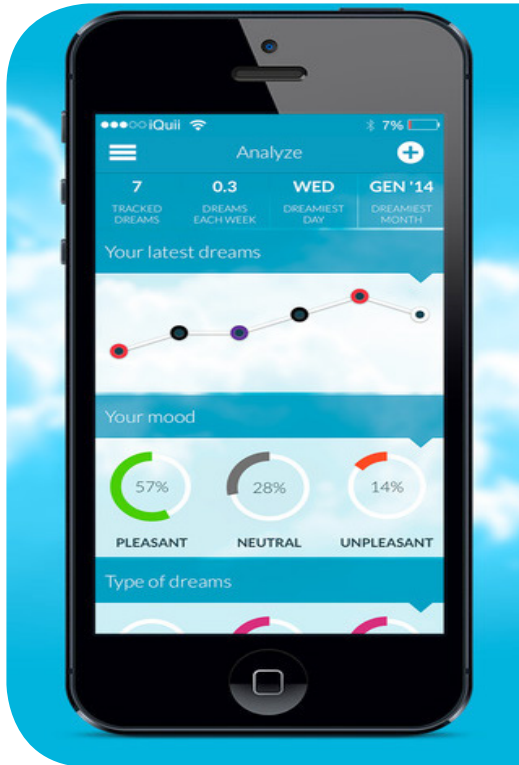 iQuii 7%
Analyze
7 0.3 WED GEN '14
TRACKED DREAMS DREAMIEST DREAMIEST
DREAMS EACH WEEK DAY MONTH
Your latest dreams
Your mood
57% 28% 14%
PLEASANT NEUTRAL UNPLEASANT
Type of dreams